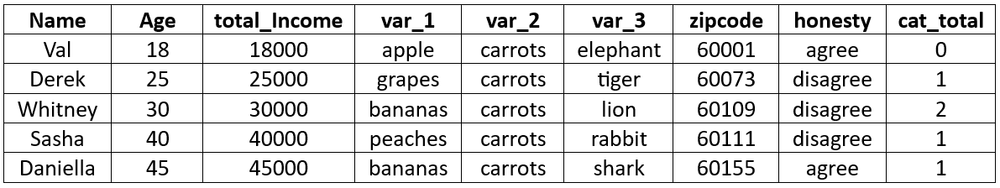 Name Age total_Income var_1 var_2 var_3 zipcode honesty cat_total
Val 18 18000 apple carrots elephant 60001 agree 0
Derek 25 25000 grapes carrots tiger 60073 disagree 1
Whitney 30 30000 bananas carrots lion 60109 disagree 2
Sasha 40 40000 peaches carrots rabbit 60111 disagree 1
Daniella 45 45000 bananas carrots shark 60155 agree 1